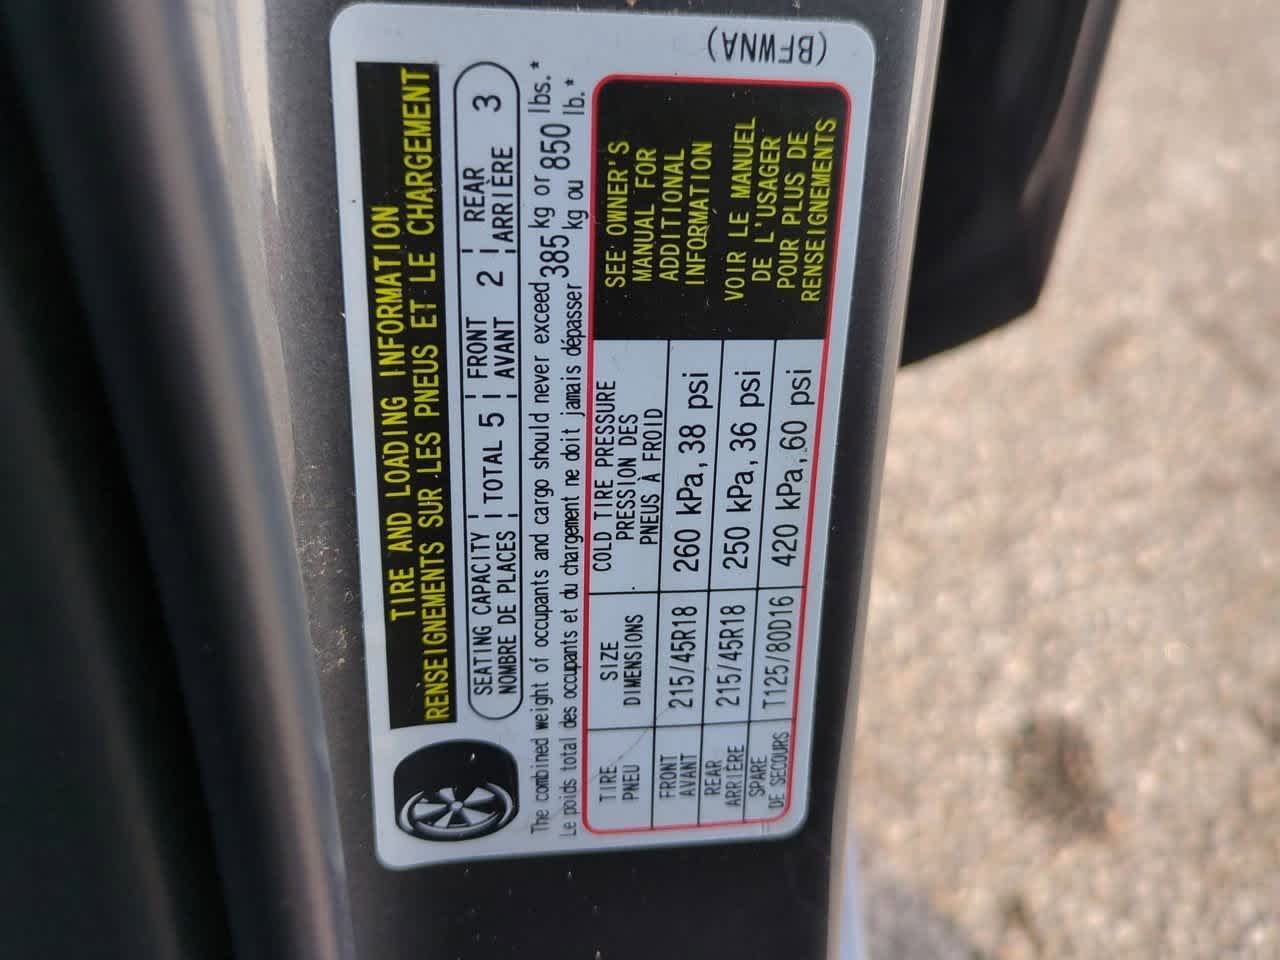 TIRE AND LOADING INFORMATION
RENSEIGNEMENTS SUR LES PNEUS ET LE CHARGEMENT
SEATING CAPACITY TOTAL 5 FRONT 2 REAR 3
NOMBRE DE PLACES AVANT ARRIÈRE
The combined weight of occupants and cargo should never exceed 385 kg or 850 lbs.*
Le poids total des occupants et du chargement ne doit jamais dépasser 385 kg ou 850 lb.*
TIRE SIZE COLD TIRE PRESSURE
PNEU DIMENSIONS PRESSION DES
PNEUS À FROID
FRONT 215/45R18 260 kPa, 38 psi
AVANT
REAR 215/45R18 250 kPa, 36 psi
ARRIÈRE
SPARE T125/80D16 420 kPa, 60 psi
DE SECOURS
SEE OWNER'S
MANUAL FOR
ADDITIONAL
INFORMATION
VOIR LE MANUEL
DE L'USAGER
POUR PLUS DE
RENSEIGNEMENTS
(BFWNA)